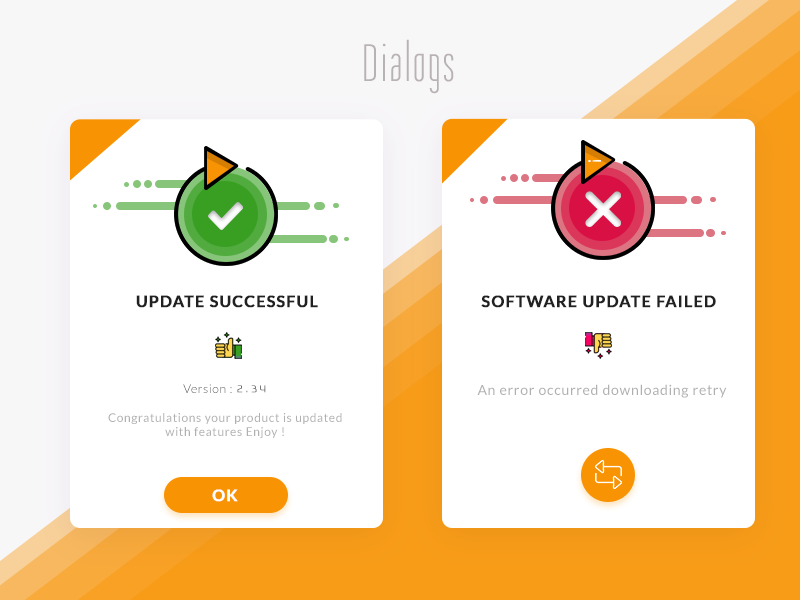 Dialogs
UPDATE SUCCESSFUL
Version : 2.34
Congratulations your product is updated
with features Enjoy !
OK
SOFTWARE UPDATE FAILED
An error occurred downloading retry